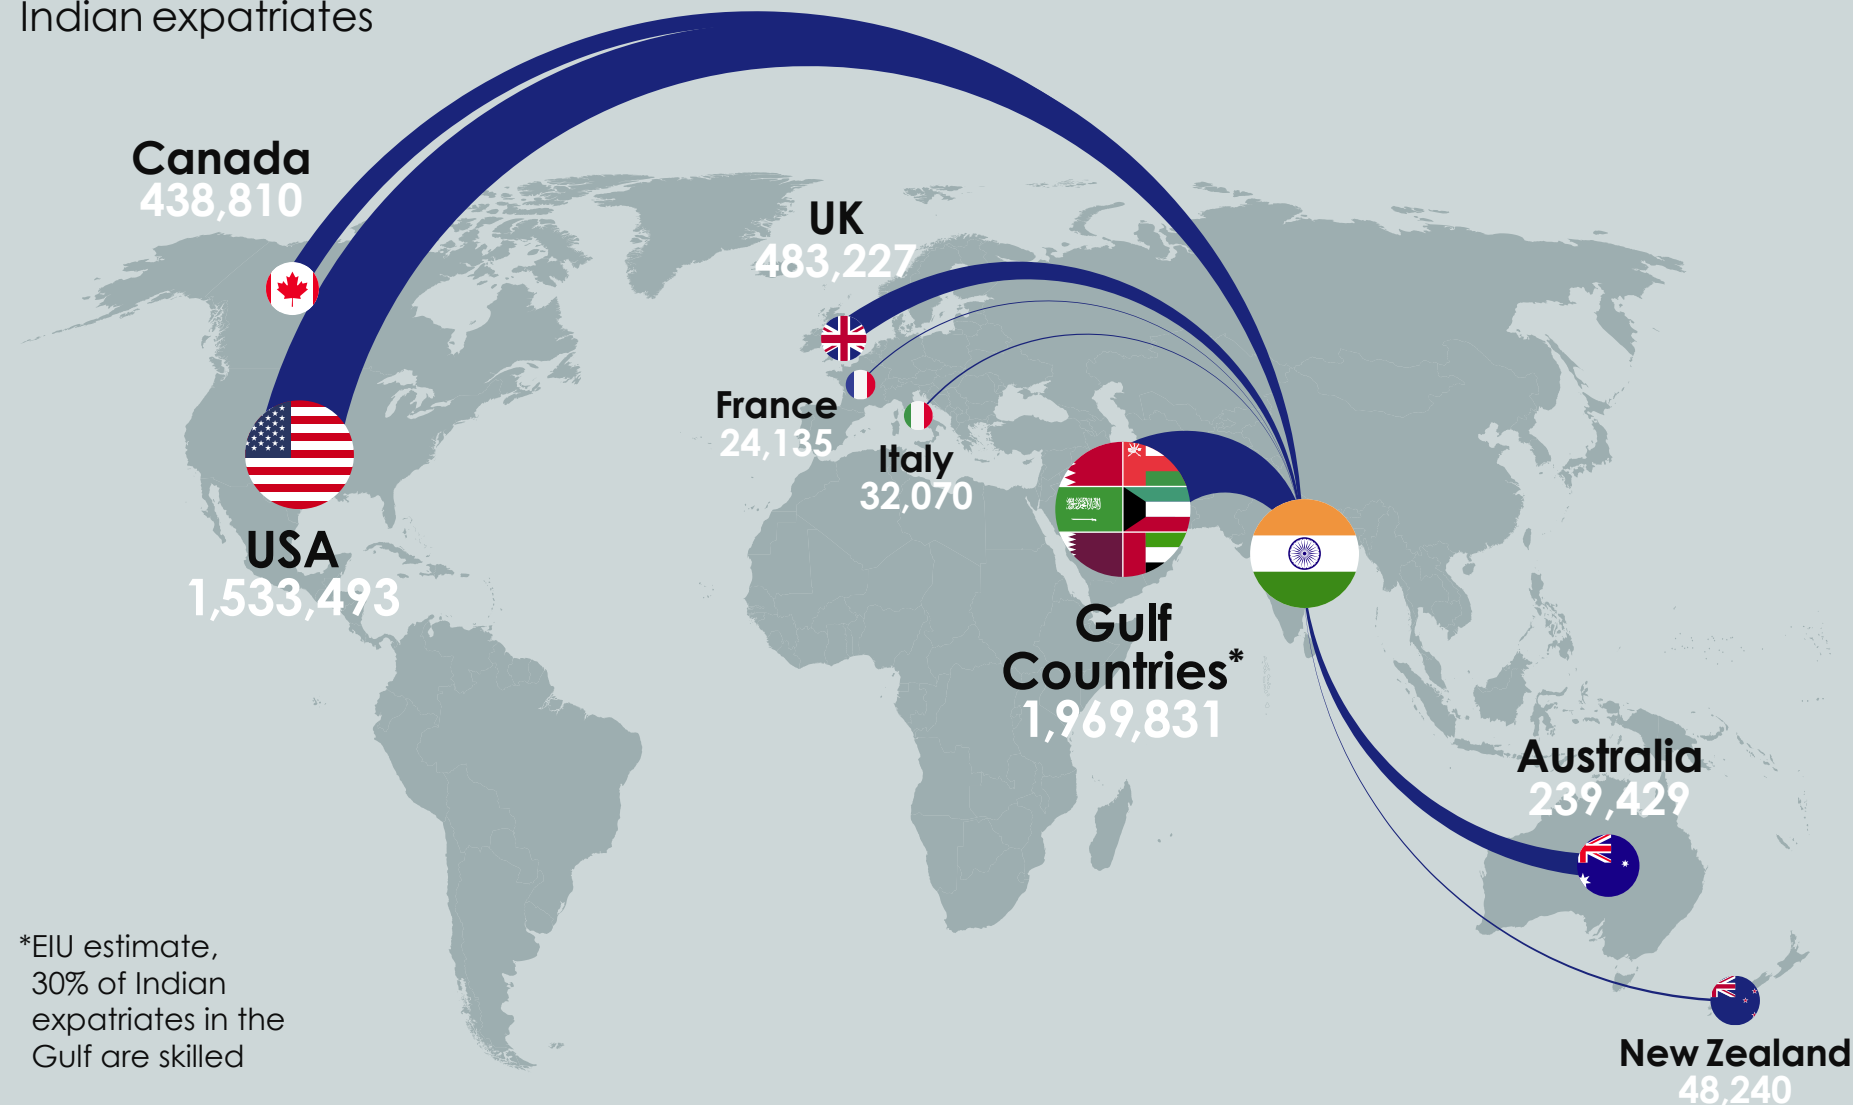 Indian expatriates
Canada
438,810
UK
483,227
France
24,135
Italy
32,070
USA
1,533,493
Gulf
Countries*
1,969,831
Australia
239,429
New Zealand
48,240
*EIU estimate,
30% of Indian
expatriates in the
Gulf are skilled